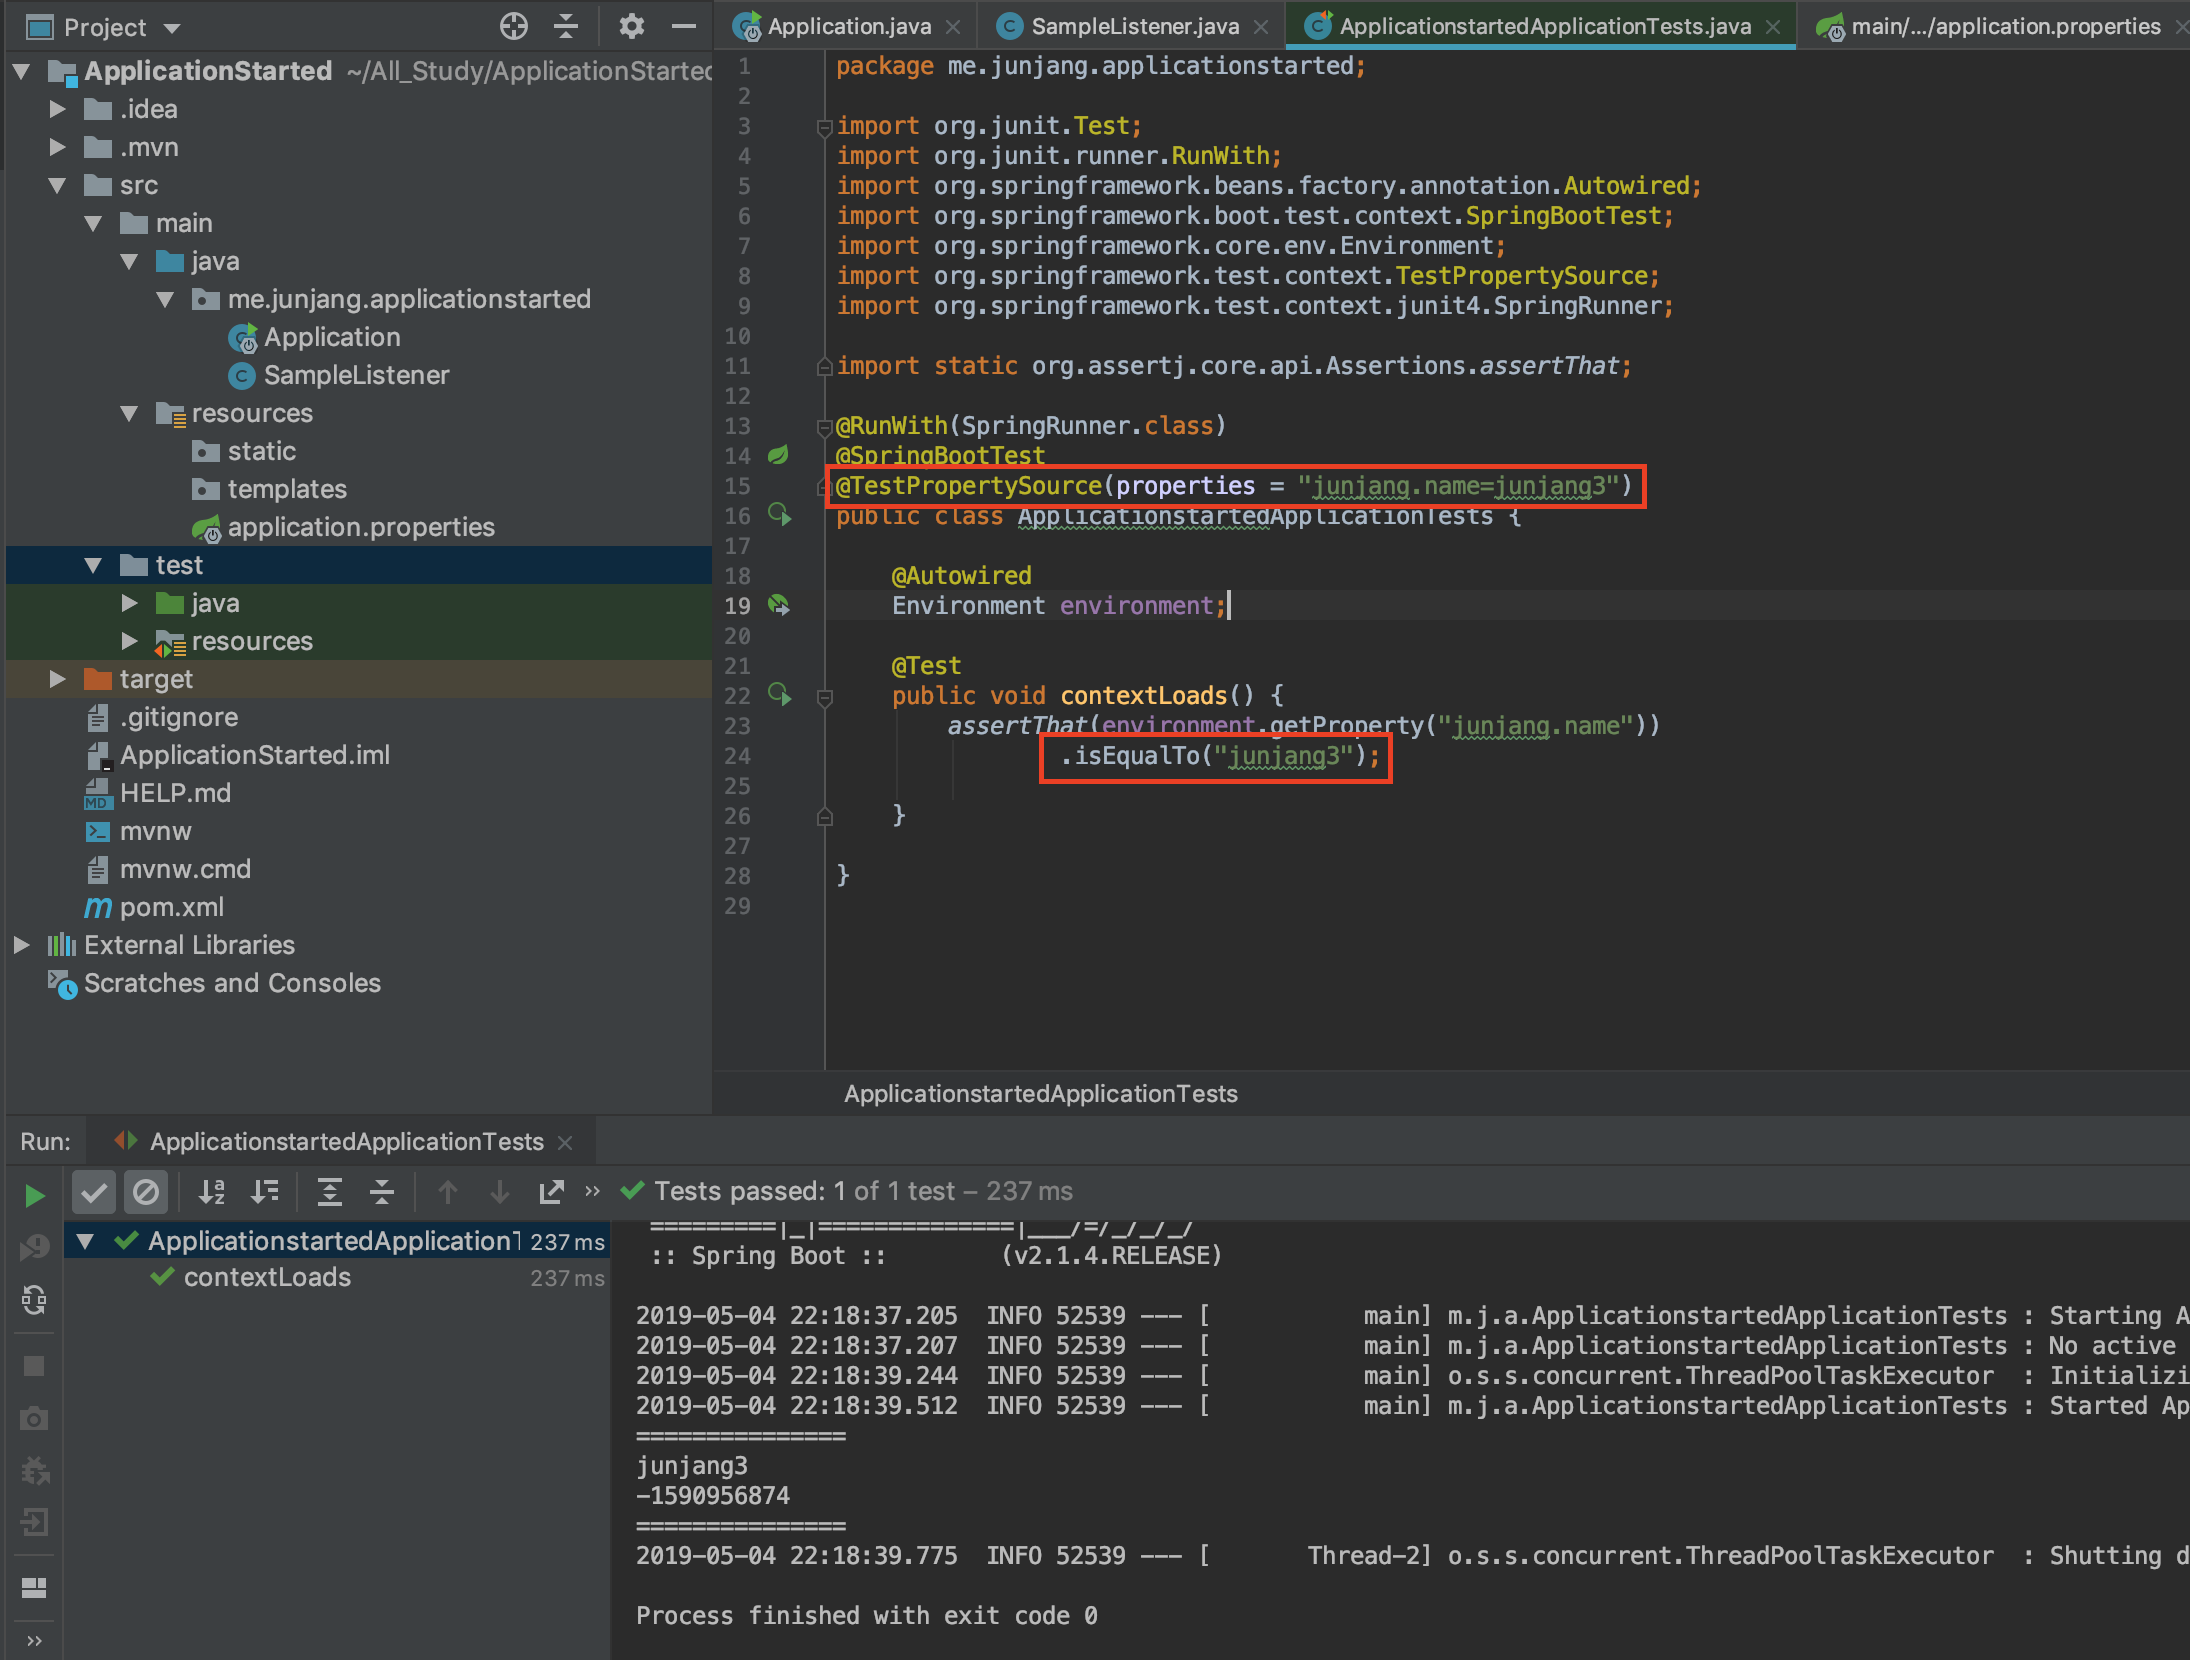 Project
ApplicationStarted ~/All_Study/ApplicationStarted
.idea
.mvn
src
main
java
me.junjang.applicationstarted
Application
SampleListener
resources
static
templates
application.properties
test
java
resources
target
.gitignore
ApplicationStarted.iml
HELP.md
mvnw
mvnw.cmd
pom.xml
External Libraries
Scratches and Consoles
Application.java SampleListener.java ApplicationstartedApplicationTests.java main/.../application.properties
1 package me.junjang.applicationstarted;
2
3 import org.junit.Test;
4 import org.junit.runner.RunWith;
5 import org.springframework.beans.factory.annotation.Autowired;
6 import org.springframework.boot.test.context.SpringBootTest;
7 import org.springframework.core.env.Environment;
8 import org.springframework.test.context.TestPropertySource;
9 import org.springframework.test.context.junit4.SpringRunner;
10
11 import static org.assertj.core.api.Assertions.assertThat;
12
13 @RunWith(SpringRunner.class)
14 @SpringBootTest
15 @TestPropertySource(properties = "junjang.name=junjang3")
16 public class ApplicationstartedApplicationTests {
17
18 @Autowired
19 Environment environment;
20
21 @Test
22 public void contextLoads() {
23 assertThat(environment.getProperty("junjang.name"))
24 .isEqualTo("junjang3");
25
26 }
27
28 }
29
ApplicationstartedApplicationTests
Run: ApplicationstartedApplicationTests
Tests passed: 1 of 1 test – 237 ms
ApplicationstartedApplicationT 237 ms
contextLoads 237 ms
=========|_|==============|___/=/_/_/_/
:: Spring Boot :: (v2.1.4.RELEASE)
2019-05-04 22:18:37.205 INFO 52539 --- [ main] m.j.a.ApplicationstartedApplicationTests : Starting A
2019-05-04 22:18:37.207 INFO 52539 --- [ main] m.j.a.ApplicationstartedApplicationTests : No active
2019-05-04 22:18:39.244 INFO 52539 --- [ main] o.s.s.concurrent.ThreadPoolTaskExecutor : Initializi
2019-05-04 22:18:39.512 INFO 52539 --- [ main] m.j.a.ApplicationstartedApplicationTests : Started Ap
===============
junjang3
-1590956874
===============
2019-05-04 22:18:39.775 INFO 52539 --- [ Thread-2] o.s.s.concurrent.ThreadPoolTaskExecutor : Shutting d
Process finished with exit code 0